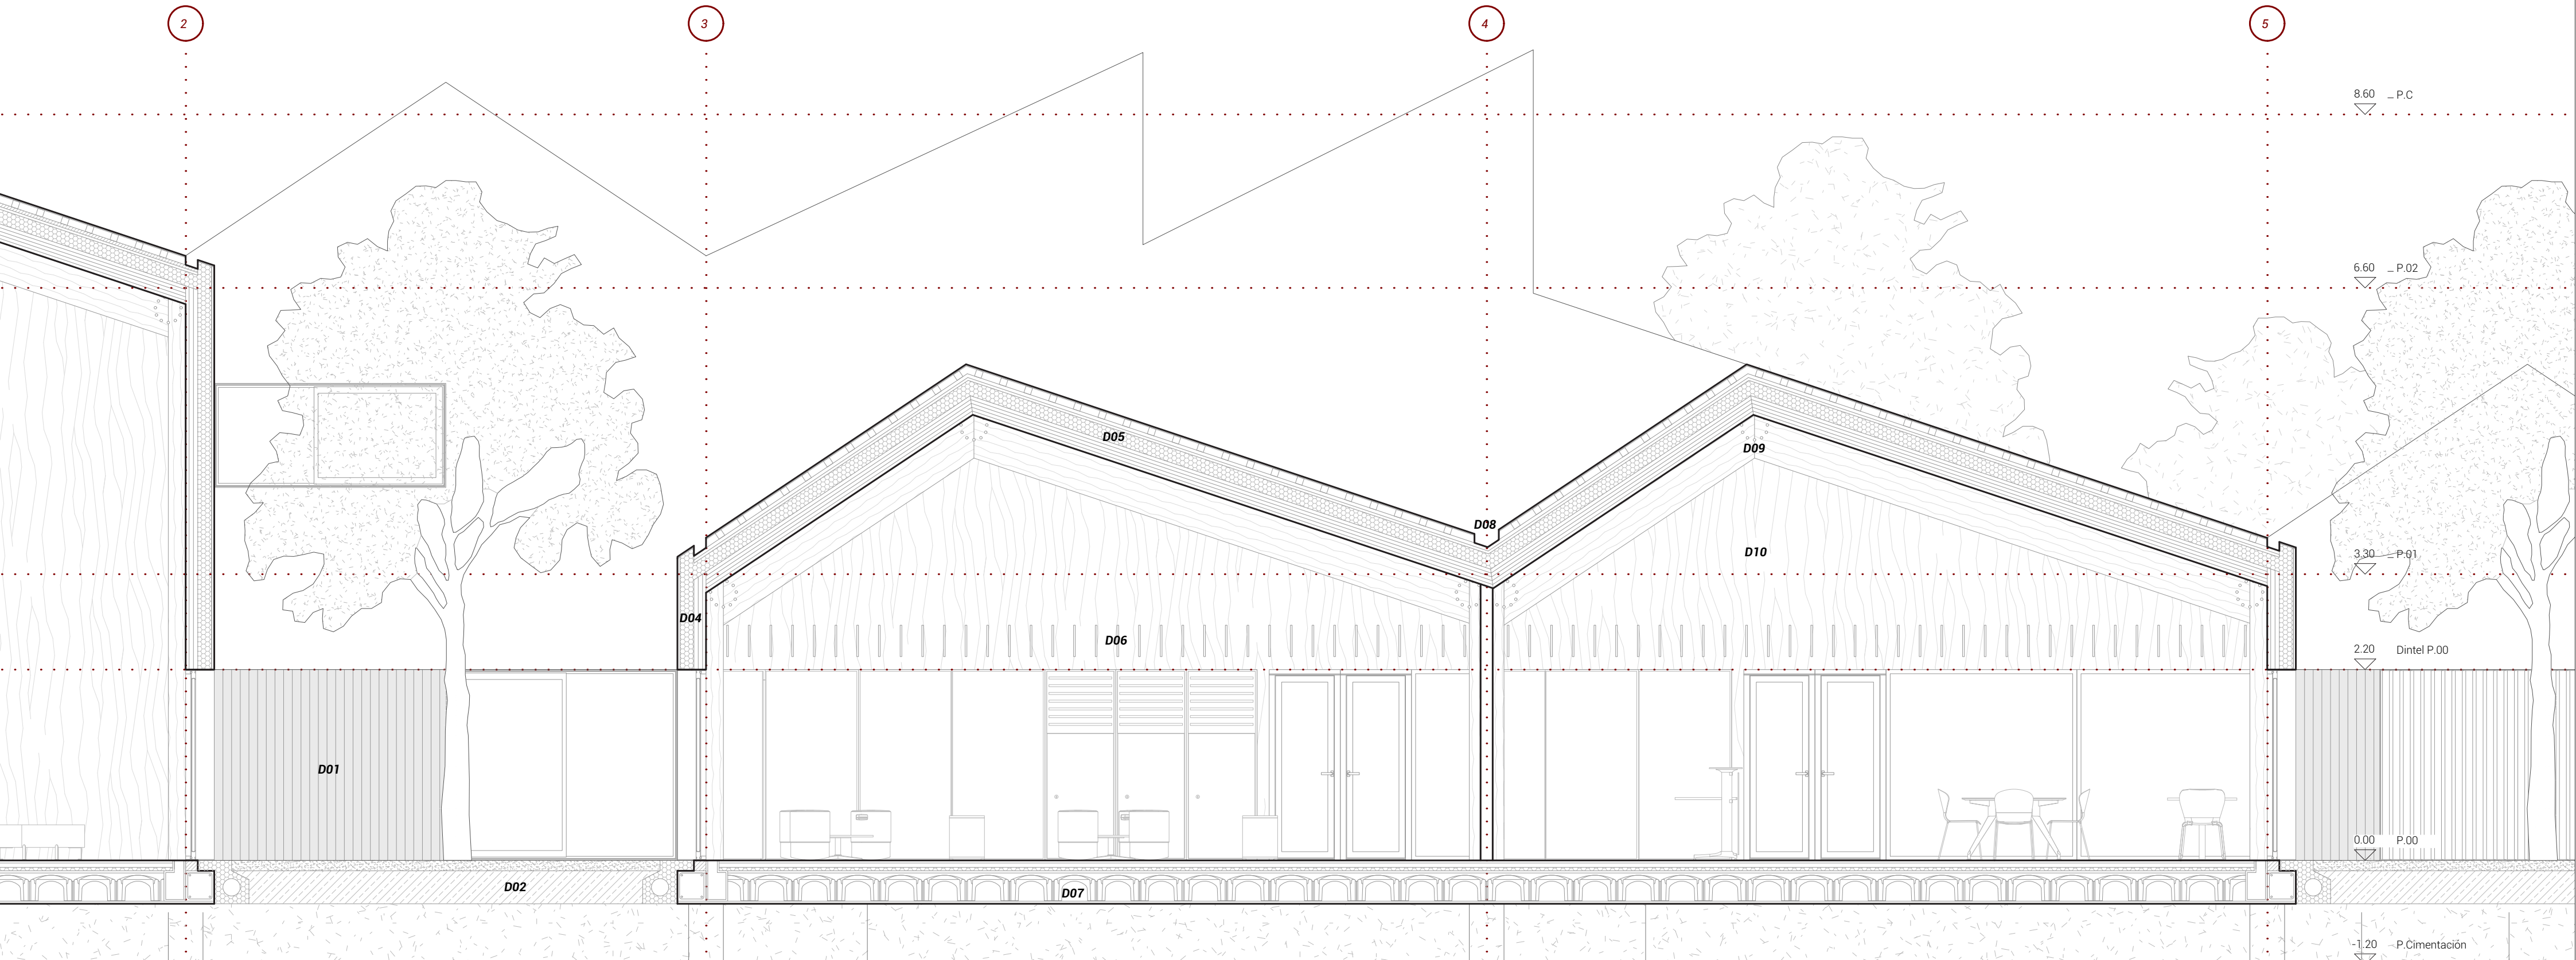 2
3
4
5
8.60 _ P.C
6.60 _ P.02
D05
D09
D08
D10
3.30 _ P.01
D04
D06
2.20 Dintel P.00
D01
0.00 P.00
D02
D07
-1.20 P.Cimentación